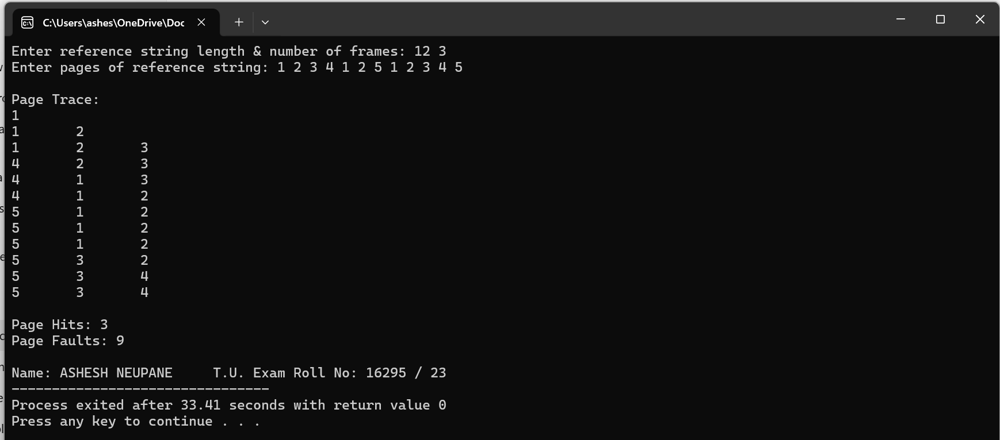 C:\Users\ashes\OneDrive\Doc
Enter reference string length & number of frames: 12 3
Enter pages of reference string: 1 2 3 4 1 2 5 1 2 3 4 5
Page Trace:
1
1 2
1 2 3
4 2 3
4 1 3
4 1 2
5 1 2
5 1 2
5 1 2
5 3 2
5 3 4
5 3 4
Page Hits: 3
Page Faults: 9
Name: ASHESH NEUPANE T.U. Exam Roll No: 16295 / 23
--------------------------------
Process exited after 33.41 seconds with return value 0
Press any key to continue . . .